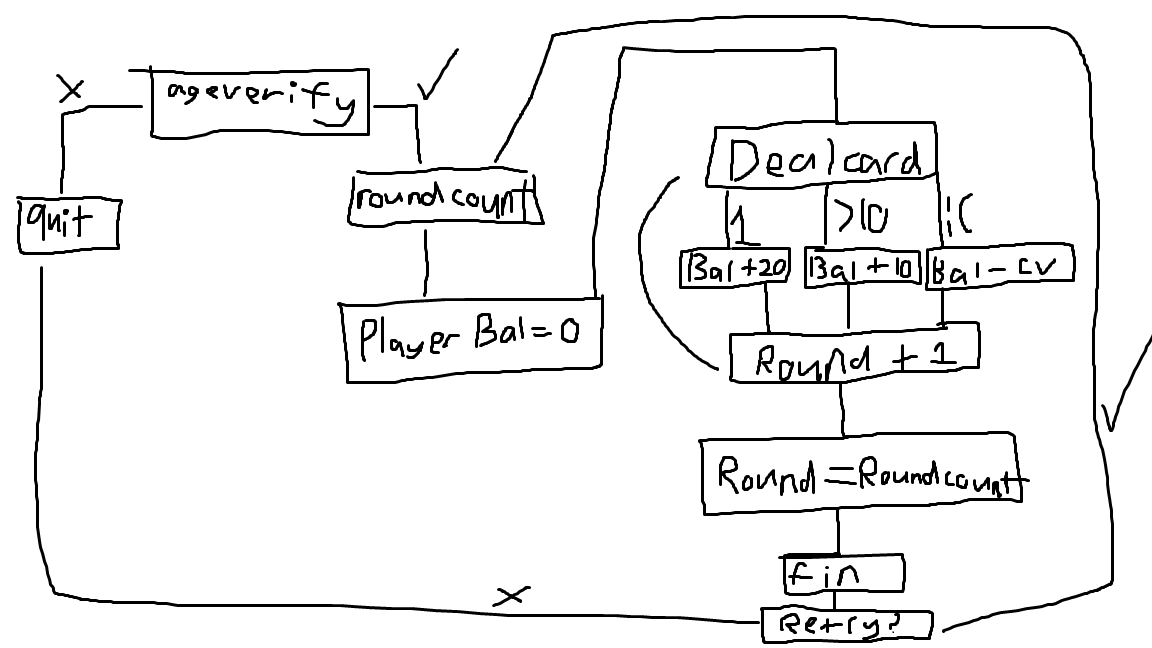 ageverify
quit
roundcount
Player Bal=0
Dealcard
1
>10
Bal+20
Bal+10
Bal-cv
Round + 1
Round=Roundcount
fin
Retry?